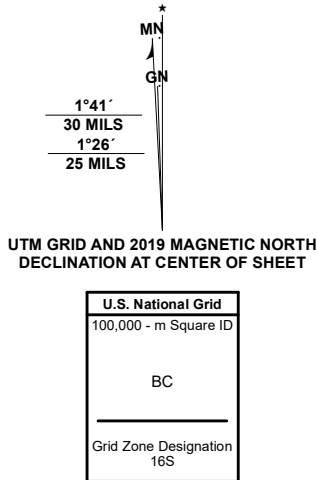 ★
MN
GN
1°41´
30 MILS
1°26´
25 MILS
UTM GRID AND 2019 MAGNETIC NORTH
DECLINATION AT CENTER OF SHEET
U.S. National Grid
100,000 - m Square ID
BC
Grid Zone Designation
16S